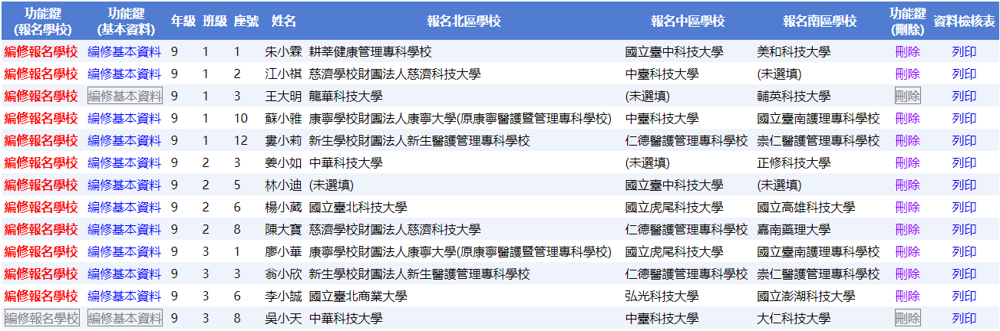 功能鍵 (報名學校) 功能鍵 (基本資料) 年級 班級 座號 姓名 報名北區學校 報名中區學校 報名南區學校 功能鍵 (刪除) 資料檢核表
編修報名學校 編修基本資料 9 1 1 朱小霖 耕莘健康管理專科學校 國立臺中科技大學 美和科技大學 刪除 列印
編修報名學校 編修基本資料 9 1 2 江小祺 慈濟學校財團法人慈濟科技大學 中臺科技大學 (未選填) 刪除 列印
編修報名學校 編修基本資料 9 1 3 王大明 龍華科技大學 (未選填) 輔英科技大學 刪除 列印
編修報名學校 編修基本資料 9 1 10 蘇小雅 康寧學校財團法人康寧大學(原康寧醫護暨管理專科學校) 中臺科技大學 國立臺南護理專科學校 刪除 列印
編修報名學校 編修基本資料 9 1 12 婁小莉 新生學校財團法人新生醫護管理專科學校 仁德醫護管理專科學校 崇仁醫護管理專科學校 刪除 列印
編修報名學校 編修基本資料 9 2 3 姜小如 中華科技大學 (未選填) 正修科技大學 刪除 列印
編修報名學校 編修基本資料 9 2 5 林小迪 (未選填) 國立臺中科技大學 (未選填) 刪除 列印
編修報名學校 編修基本資料 9 2 6 楊小葳 國立臺北科技大學 國立虎尾科技大學 國立高雄科技大學 刪除 列印
編修報名學校 編修基本資料 9 2 8 陳大寶 慈濟學校財團法人慈濟科技大學 仁德醫護管理專科學校 嘉南藥理大學 刪除 列印
編修報名學校 編修基本資料 9 3 1 廖小華 康寧學校財團法人康寧大學(原康寧醫護暨管理專科學校) 國立虎尾科技大學 國立臺南護理專科學校 刪除 列印
編修報名學校 編修基本資料 9 3 3 翁小欣 新生學校財團法人新生醫護管理專科學校 仁德醫護管理專科學校 崇仁醫護管理專科學校 刪除 列印
編修報名學校 編修基本資料 9 3 6 李小誠 國立臺北商業大學 弘光科技大學 國立澎湖科技大學 刪除 列印
編修報名學校 編修基本資料 9 3 8 吳小天 中華科技大學 中臺科技大學 大仁科技大學 刪除 列印